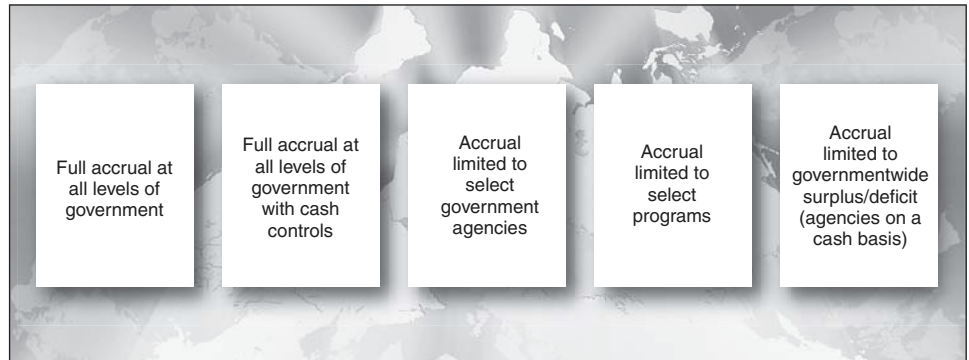 Full accrual at
all levels of
government
Full accrual at
all levels of
government
with cash
controls
Accrual
limited to
select
government
agencies
Accrual
limited to
select
programs
Accrual
limited to
governmentwide
surplus/deficit
(agencies on a
cash basis)